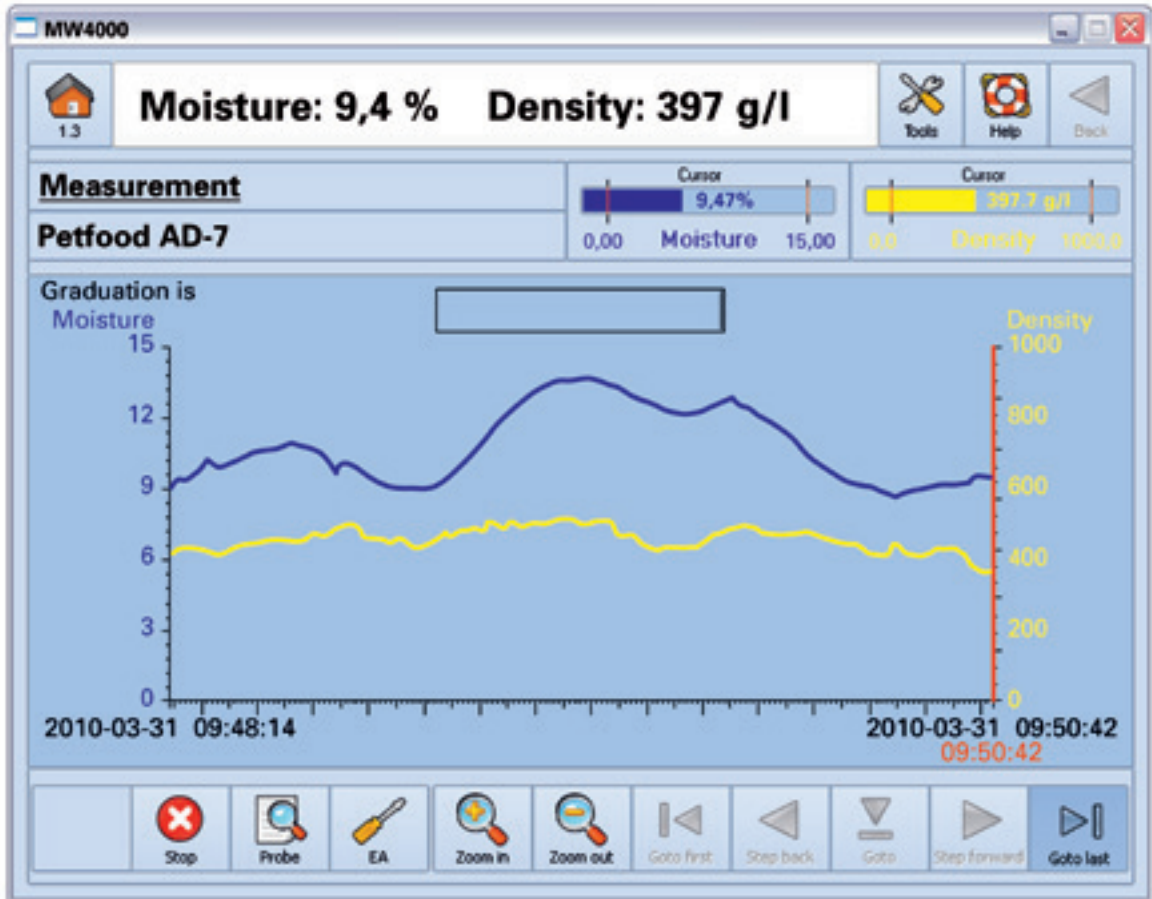 MW4000
1.3
Moisture: 9,4 % Density: 397 g/l
Tools
Help
Back
Measurement
Petfood AD-7
Cursor
9,47%
0,00 Moisture 15,00
Cursor
397.7 g/l
0,0 Density 1000,0
Graduation is
Moisture
Density
15
12
9
6
3
0
1000
800
600
400
200
0
2010-03-31 09:48:14
2010-03-31 09:50:42
09:50:42
Stop
Probe
EA
Zoom in
Zoom out
Goto first
Step back
Goto
Step forward
Goto last